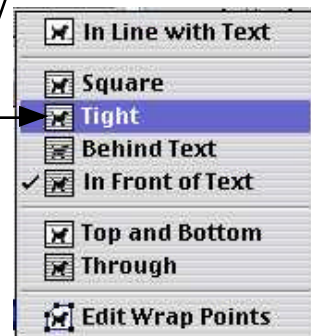 In Line with Text
Square
Tight
Behind Text
In Front of Text
Top and Bottom
Through
Edit Wrap Points